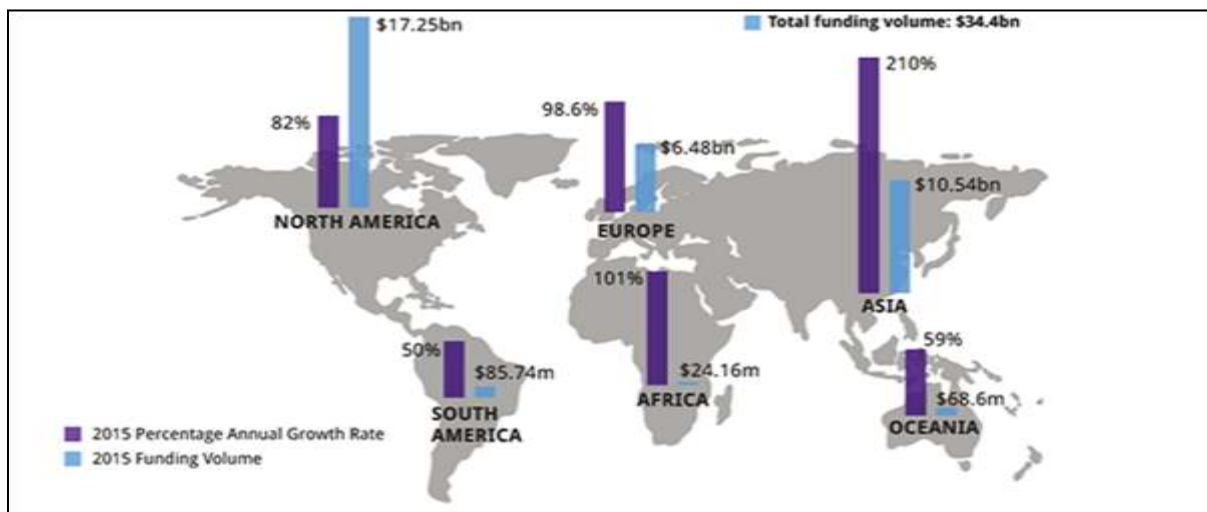 $17.25bn
Total funding volume: $34.4bn
82%
NORTH AMERICA
98.6%
$6.48bn
EUROPE
210%
$10.54bn
ASIA
50%
$85.74m
SOUTH
AMERICA
101%
$24.16m
AFRICA
59%
$68.6m
OCEANIA
2015 Percentage Annual Growth Rate
2015 Funding Volume